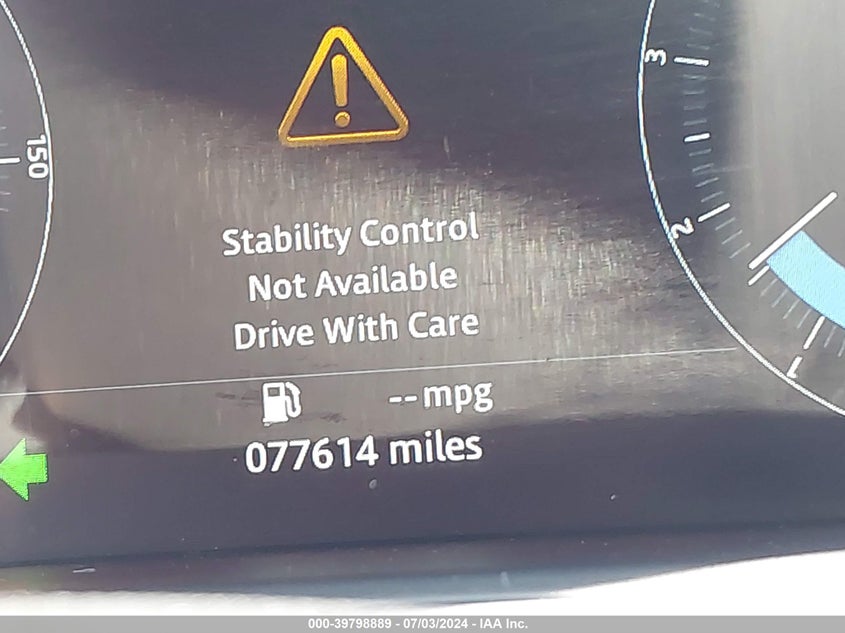 150
3
2
1
Stability Control
Not Available
Drive With Care
--mpg
077614 miles
000-39798889 - 07/03/2024 - IAA Inc.